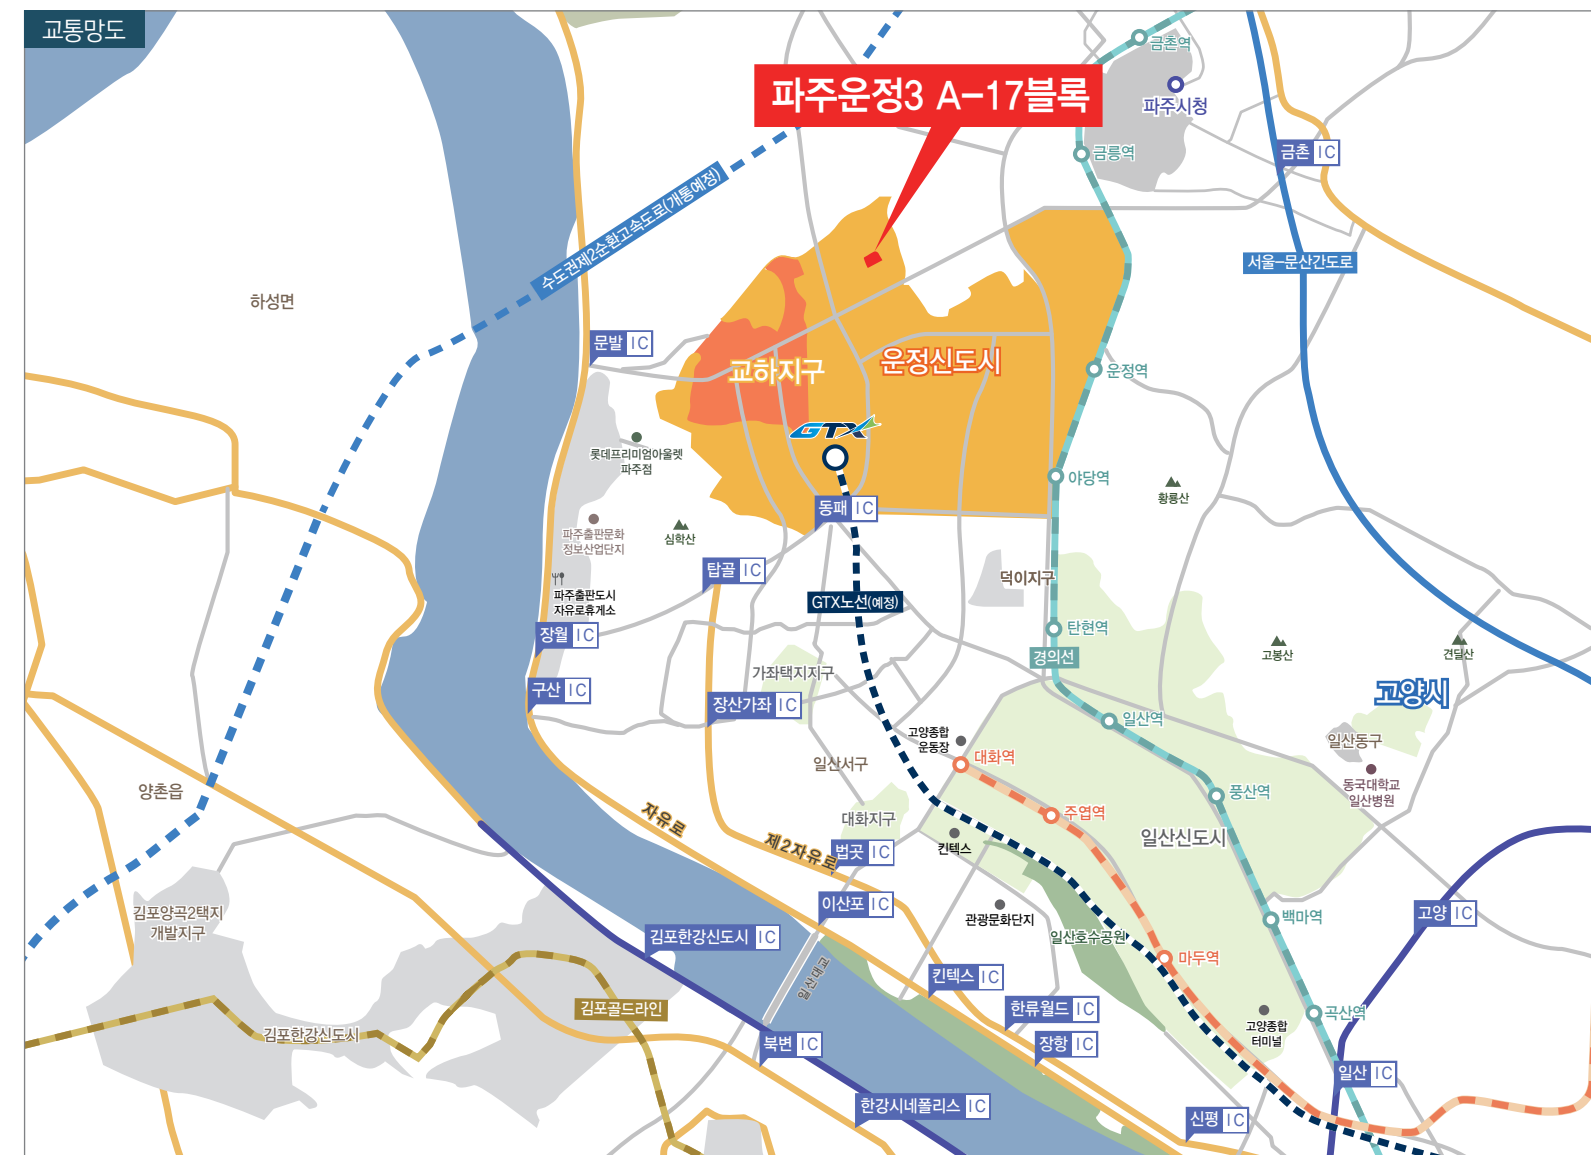 교통망도
금촌역
파주운정3 A-17블록
파주시청
금릉역
금촌 IC
수도권제2순환고속도로(개통예정)
서울-문산간도로
하성면
문발 IC
교하지구
운정신도시
운정역
GTX
롯데프리미엄아울렛
파주점
야당역
황룡산
동패 IC
파주출판문화
정보산업단지
심학산
탑골 IC
덕이지구
파주출판도시
자유로휴게소
GTX노선(예정)
장월 IC
탄현역
경의선
고봉산
견달산
가좌택지지구
구산 IC
장산가좌 IC
고양시
일산역
고양종합
운동장
일산동구
대화역
일산서구
동국대학교
일산병원
양촌읍
풍산역
자유로
주엽역
대화지구
제2자유로
법곳 IC
킨텍스
일산신도시
이산포 IC
김포양곡2택지
개발지구
관광문화단지
백마역
고양 IC
김포한강신도시 IC
일산호수공원
마두역
일산대교
킨텍스 IC
김포골드라인
한류월드 IC
곡산역
김포한강신도시
고양종합
터미널
북변 IC
장항 IC
일산 IC
한강시네폴리스 IC
신평 IC